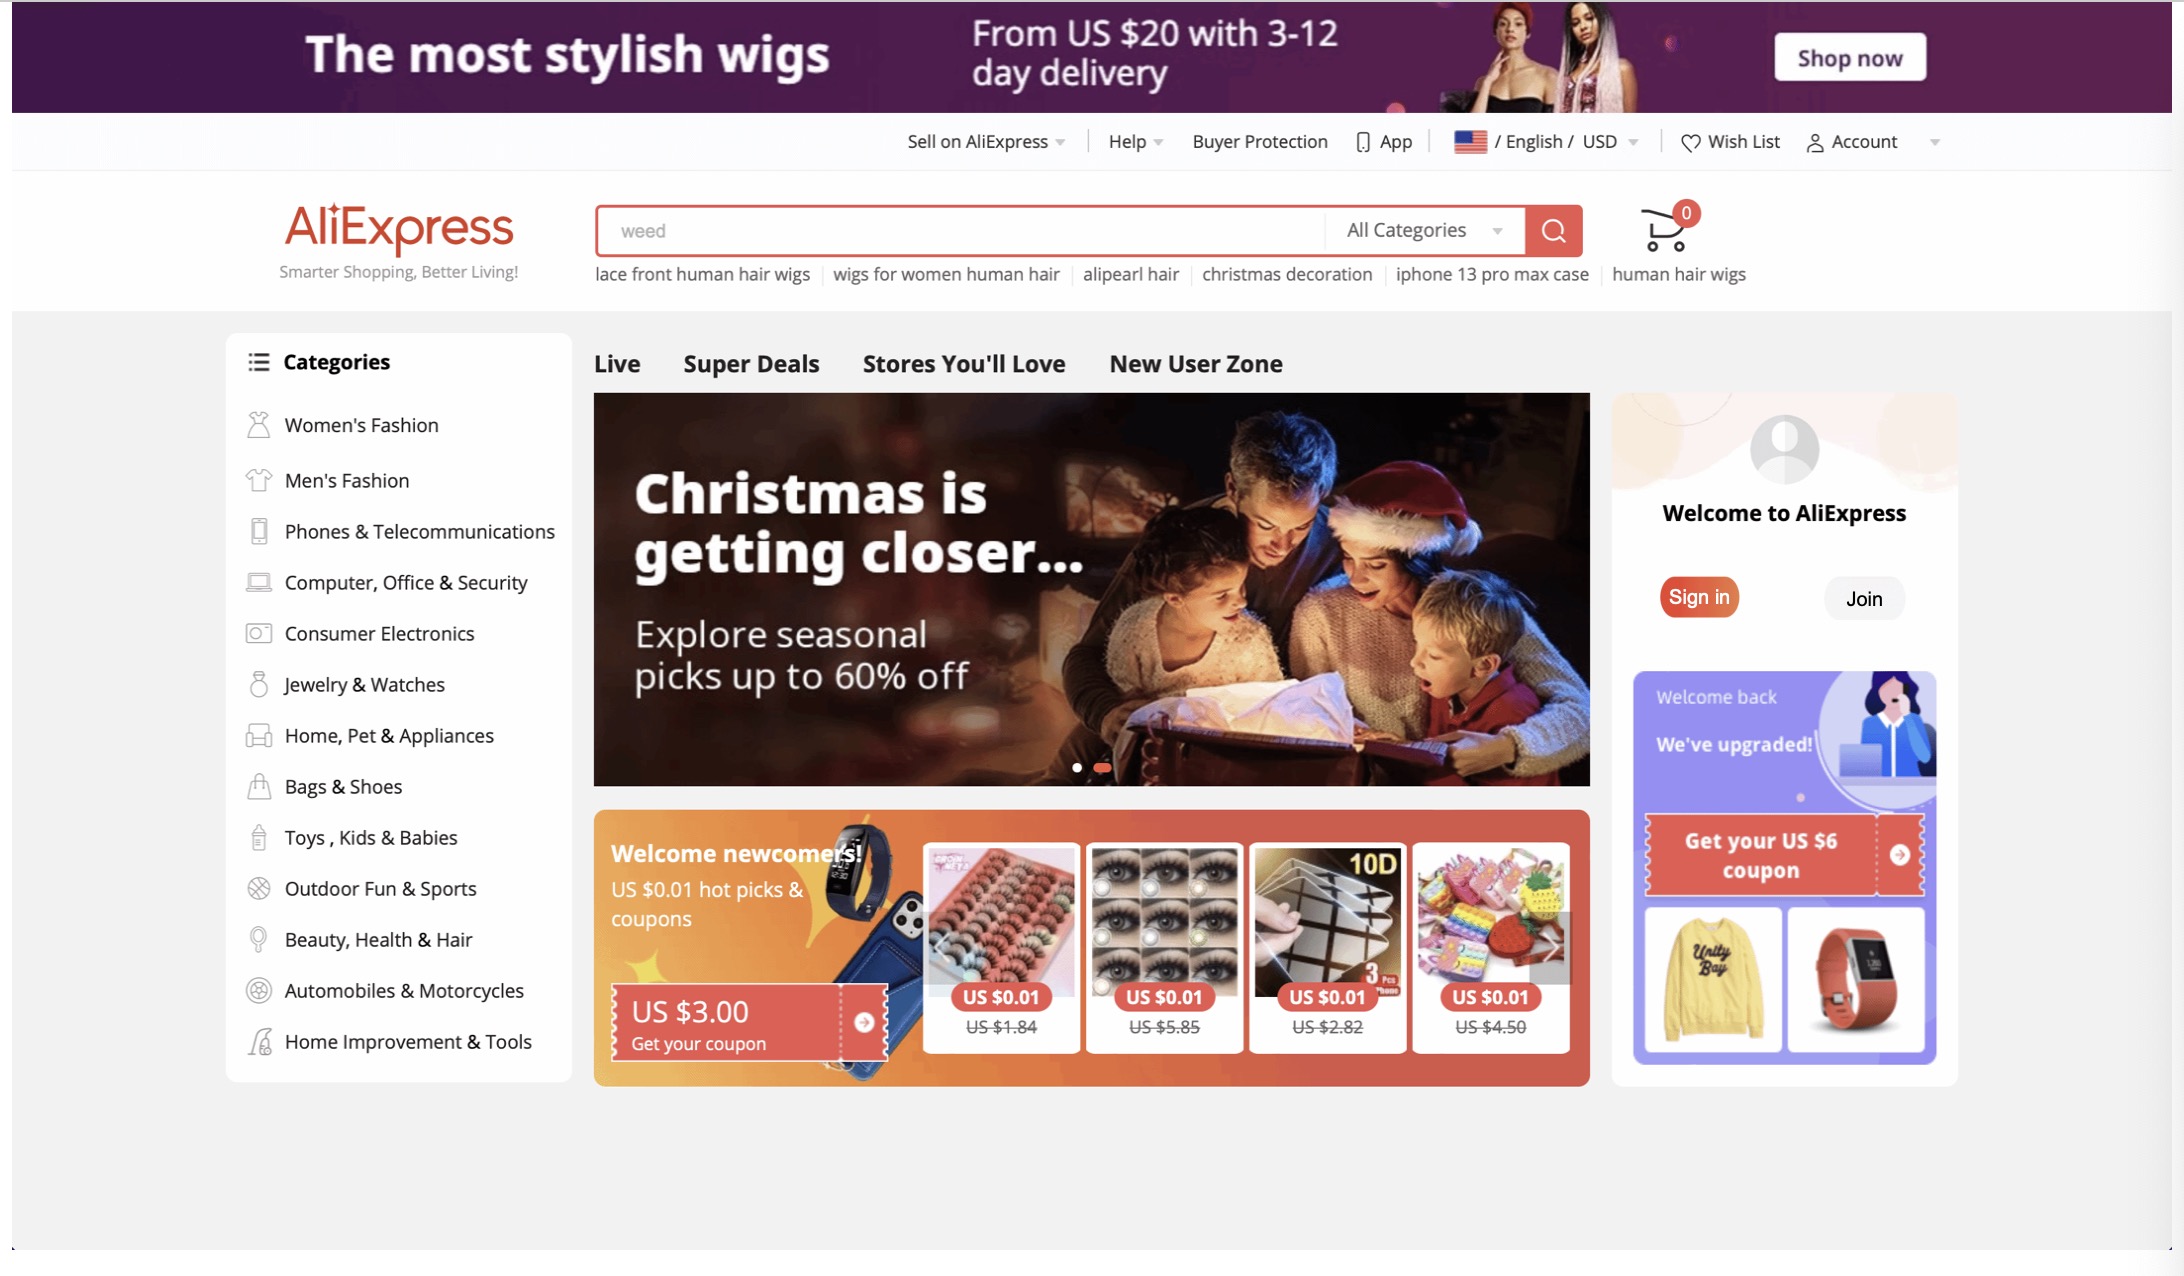 The most stylish wigs
From US $20 with 3-12
day delivery
Shop now
Sell on AliExpress
Help
Buyer Protection
App
/ English / USD
Wish List
Account
AliExpress
Smarter Shopping, Better Living!
weed
All Categories
0
lace front human hair wigs
wigs for women human hair
alipearl hair
christmas decoration
iphone 13 pro max case
human hair wigs
Categories
Women's Fashion
Men's Fashion
Phones & Telecommunications
Computer, Office & Security
Consumer Electronics
Jewelry & Watches
Home, Pet & Appliances
Bags & Shoes
Toys , Kids & Babies
Outdoor Fun & Sports
Beauty, Health & Hair
Automobiles & Motorcycles
Home Improvement & Tools
Live
Super Deals
Stores You'll Love
New User Zone
Christmas is
getting closer...
Explore seasonal
picks up to 60% off
Welcome newcomers!
US $0.01 hot picks &
coupons
US $3.00
Get your coupon
US $0.01
US $1.84
US $0.01
US $5.85
10D
3 Pcs
US $0.01
US $2.82
US $0.01
US $4.50
Welcome to AliExpress
Sign in
Join
Welcome back
We've upgraded!
Get your US $6
coupon
Unity
Bay